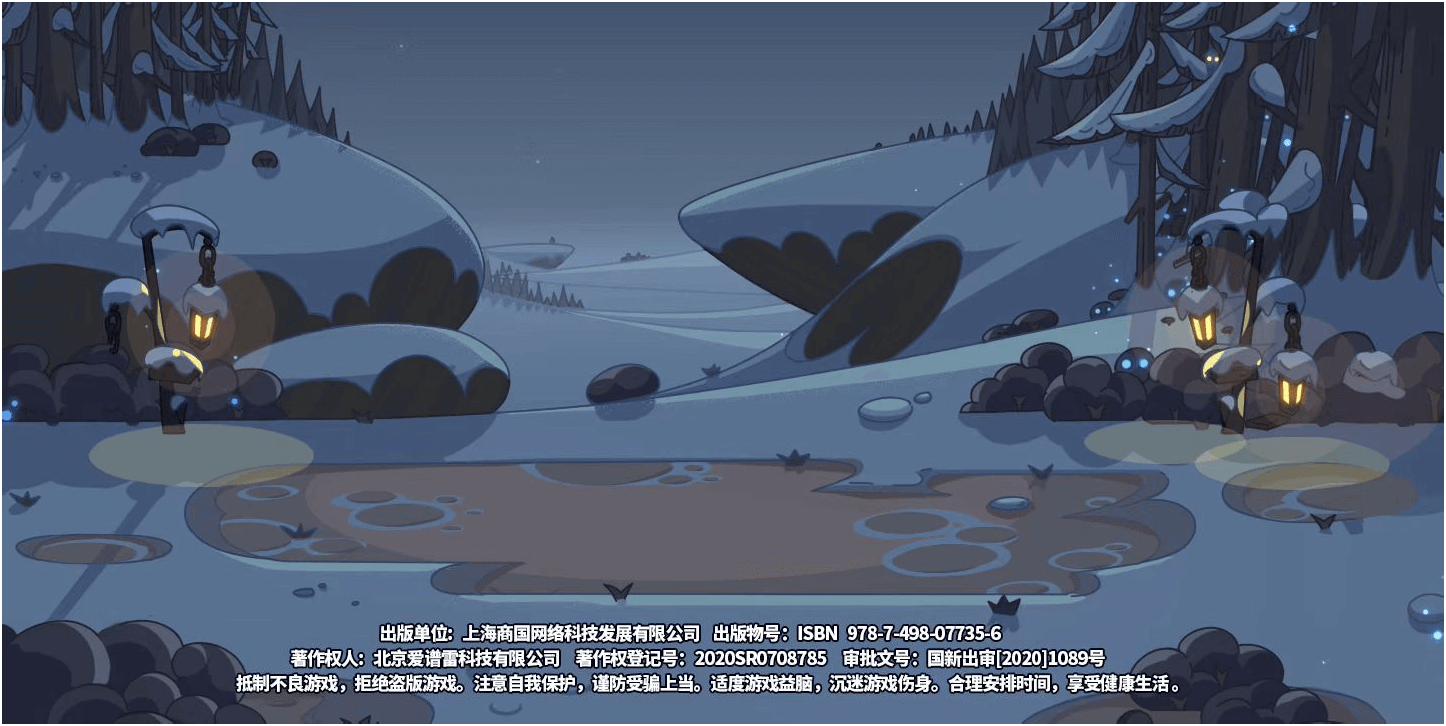 出版单位：上海商国网络科技发展有限公司 出版物号：ISBN 978-7-498-07735-6
著作权人：北京爱谱雷科技有限公司 著作权登记号：2020SR0708785 审批文号：国新出审[2020]1089号
抵制不良游戏，拒绝盗版游戏。注意自我保护，谨防受骗上当。适度游戏益脑，沉迷游戏伤身。合理安排时间，享受健康生活。